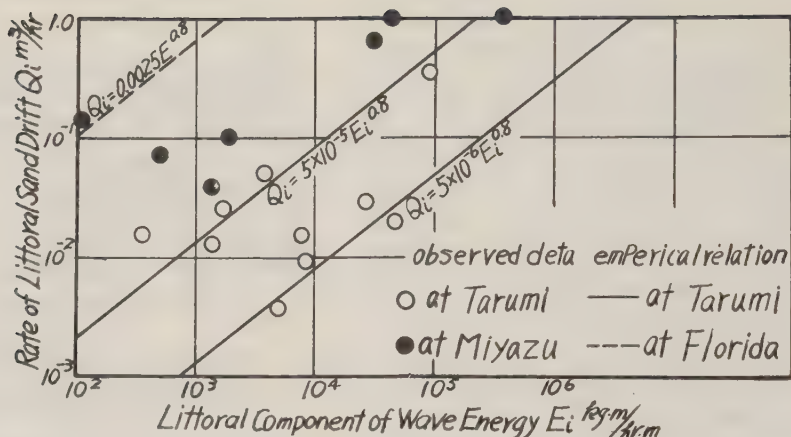 Rate of Littoral Sand Drift Qi m³/hr
1.0
10⁻¹
10⁻²
10⁻³
Qi=0.0025E^0.8
Qi=5×10⁻⁵Ei^0.8
Qi=5×10⁻⁶Ei^0.8
observed deta emperical relation
at Tarumi at Tarumi
at Miyazu at Florida
10² 10³ 10⁴ 10⁵ 10⁶
Littoral Component of Wave Energy Ei kg.m/hr.m